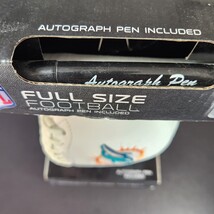 AUTOGRAPH PEN INCLUDED
Autograph Pen
FULL SIZE
FOOTBALL
AUTOGRAPH PEN INCLUDED